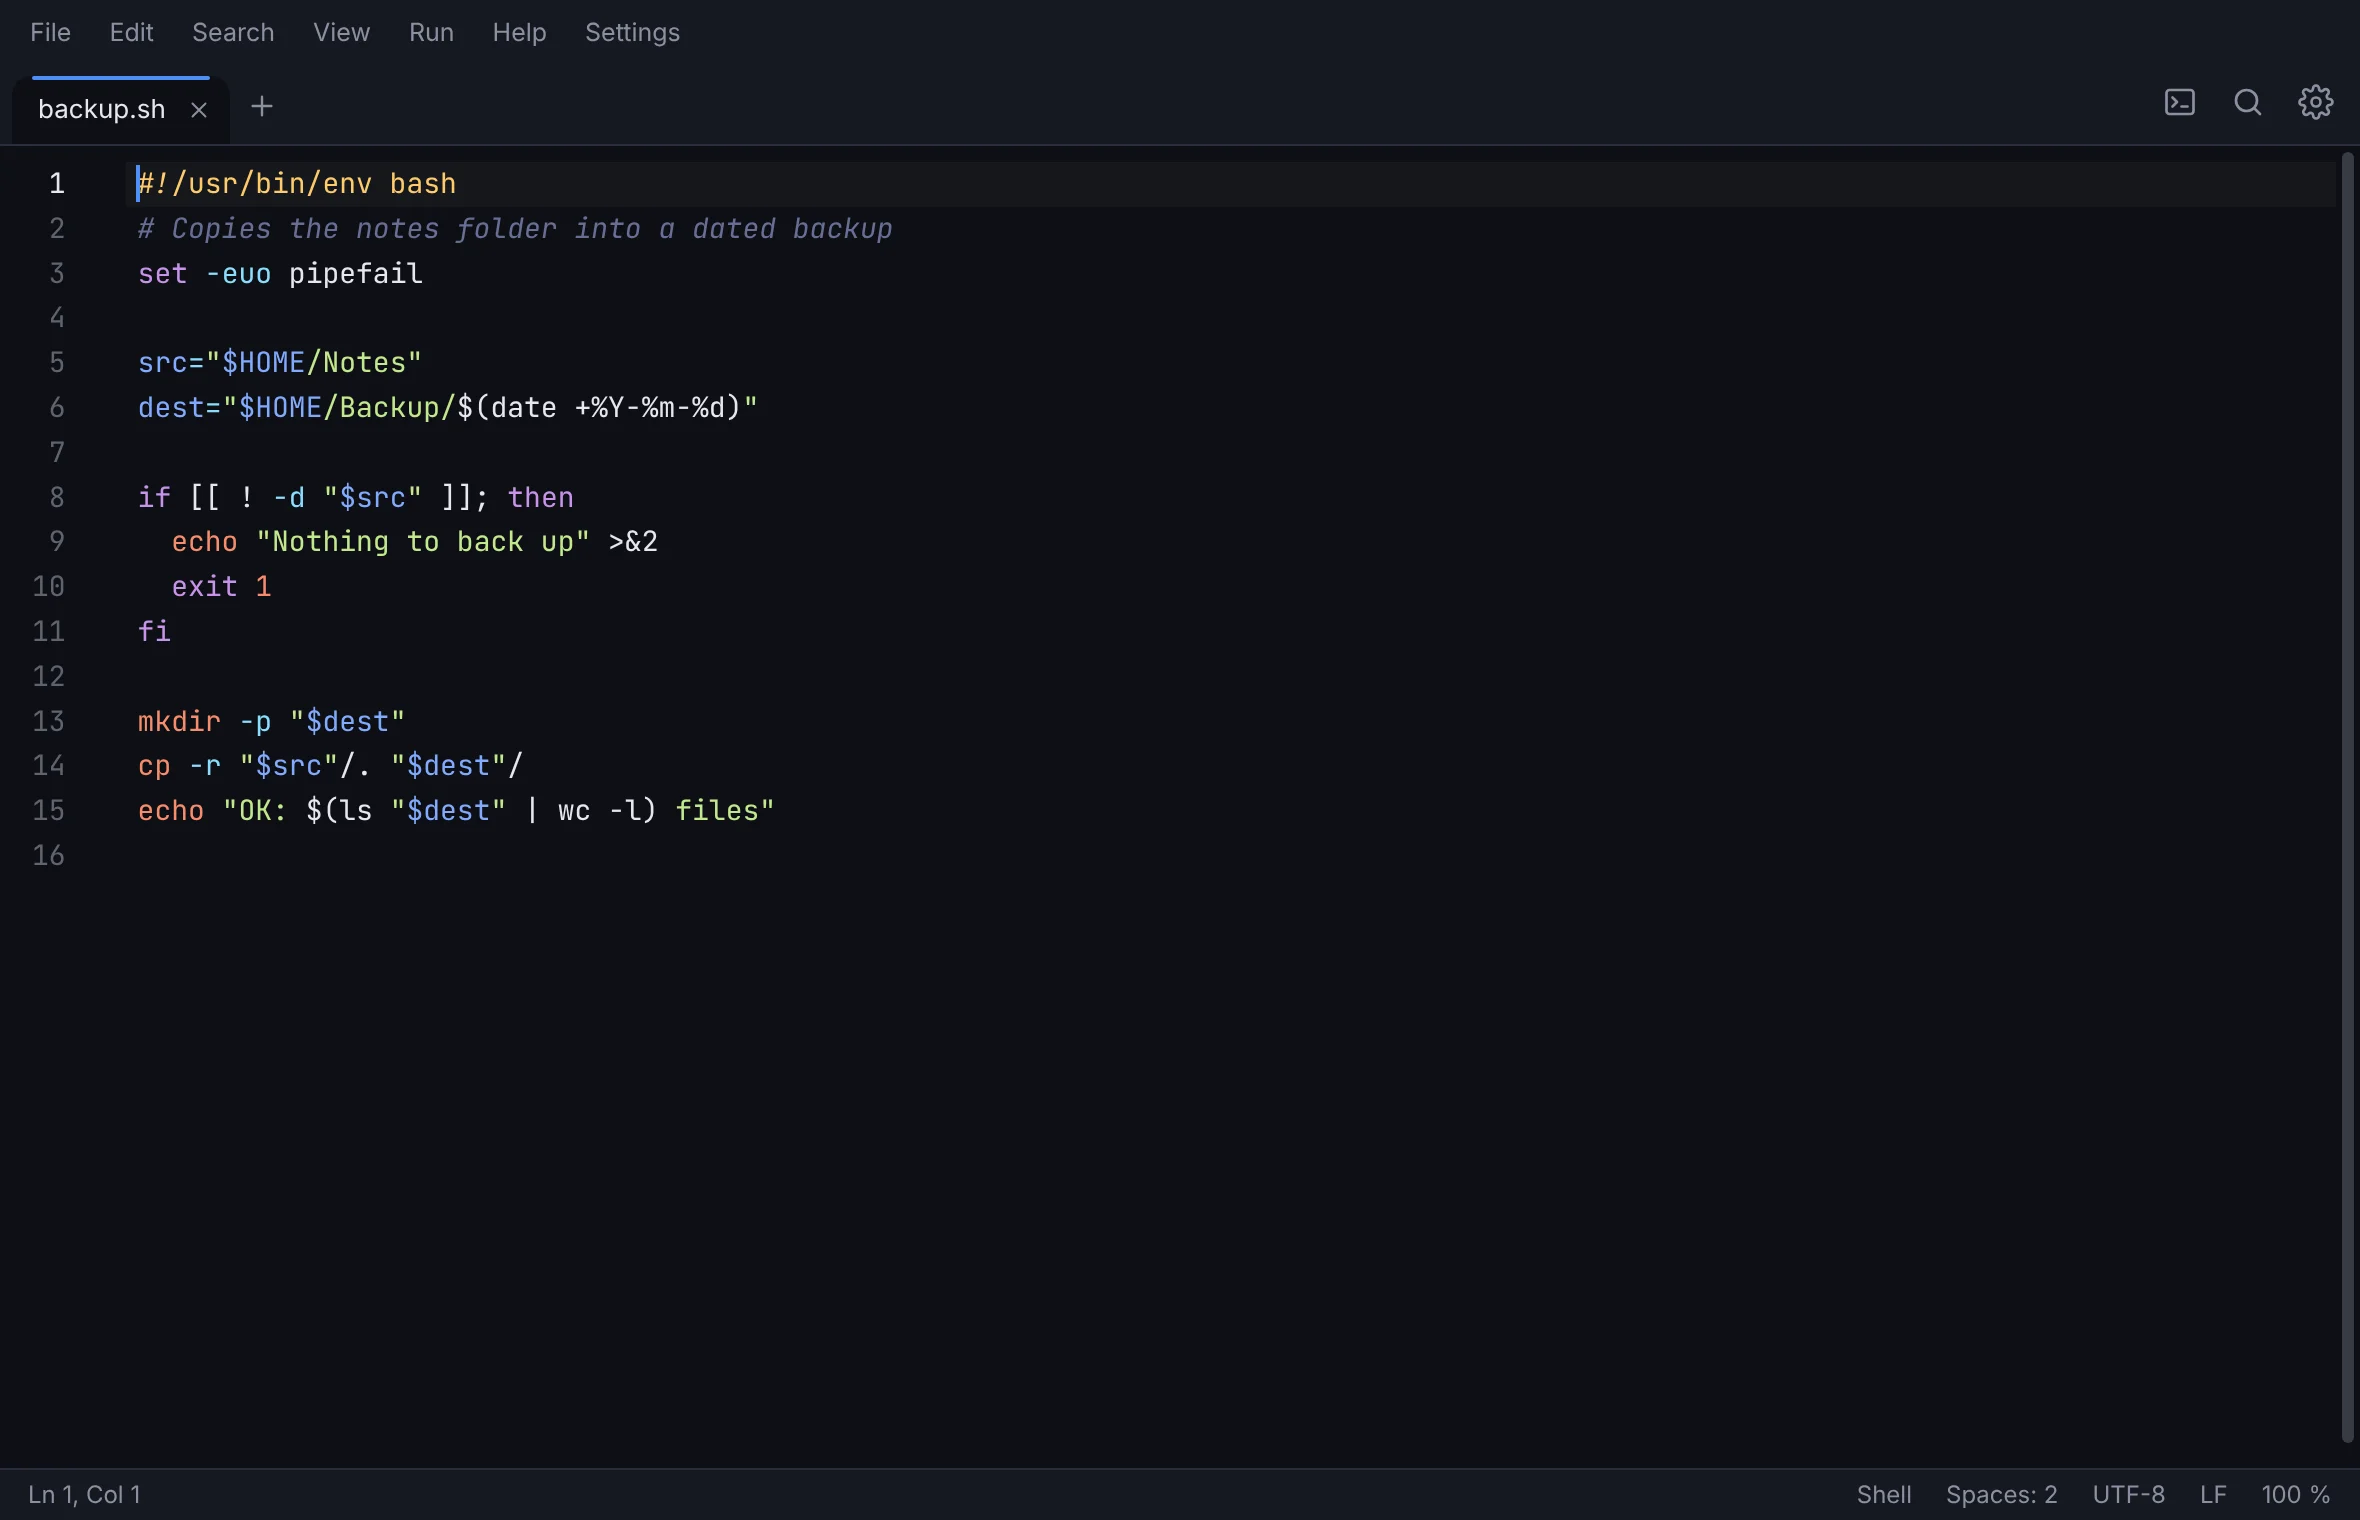 File Edit Search View Run Help Settings
backup.sh
1 #!/usr/bin/env bash
2 # Copies the notes folder into a dated backup
3 set -euo pipefail
4
5 src="$HOME/Notes"
6 dest="$HOME/Backup/$(date +%Y-%m-%d)"
7
8 if [[ ! -d "$src" ]]; then
9   echo "Nothing to back up" >&2
10   exit 1
11 fi
12
13 mkdir -p "$dest"
14 cp -r "$src"/. "$dest"/
15 echo "OK: $(ls "$dest" | wc -l) files"
16
Ln 1, Col 1 Shell Spaces: 2 UTF-8 LF 100 %